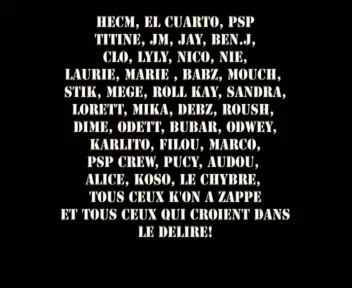 HECM, EL CUARTO, PSP
TITINE, JM, JAY, BEN.J,
CLO, LYLY, NICO, NIE,
LAURIE, MARIE , BABZ, MOUCH,
STIK, MEGE, ROLL KAY, SANDRA,
LORETT, MIKA, DEBZ, ROUSH,
DIME, ODETT, BUBAR, ODWEY,
KARLITO, FILOU, MARCO,
PSP CREW, PUCY, AUDOU,
ALICE, KOSO, LE CHYBRE,
TOUS CEUX K'ON A ZAPPE
ET TOUS CEUX QUI CROIENT DANS
LE DELIRE!